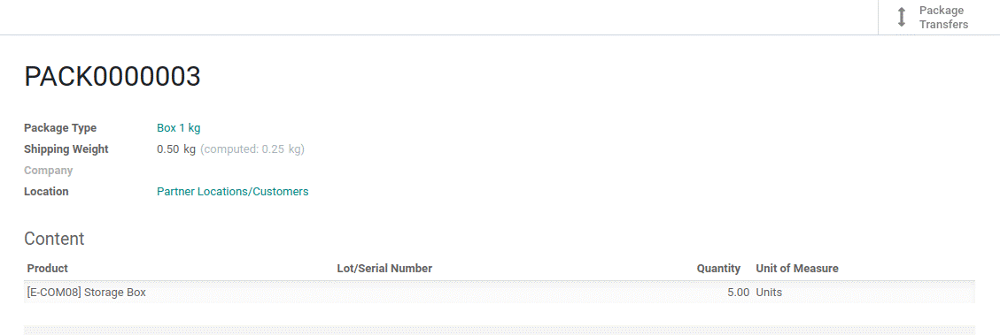 Package
Transfers
PACK0000003
Package Type Box 1 kg
Shipping Weight 0.50 kg (computed: 0.25 kg)
Company
Location Partner Locations/Customers
Content
Product Lot/Serial Number Quantity Unit of Measure
[E-COM08] Storage Box 5.00 Units